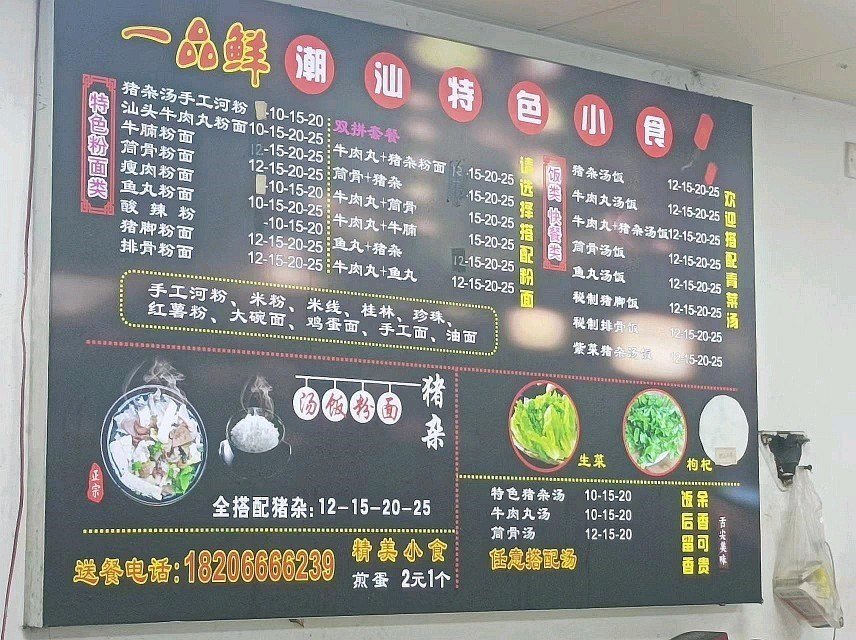 一品鲜 潮汕特色小食
特色粉面类
猪杂汤手工河粉 10-15-20
汕头牛肉丸粉面 10-15-20-25
牛腩粉面 12-15-20-25
筒骨粉面 12-15-20-25
瘦肉粉面 10-15-20
鱼丸粉面 10-15-20-25
酸辣粉 -10-15-20
猪脚粉面 12-15-20-25
排骨粉面 12-15-20-25
双拼套餐
牛肉丸+猪杂粉面 15-20-25
筒骨+猪杂 15-20-25
牛肉丸+筒骨 15-20-25
牛肉丸+牛腩 15-20-25
鱼丸+猪杂 12-15-20-25
牛肉丸+鱼丸 12-15-20-25
请选择搭配粉面
饭类 快餐类
猪杂汤饭 12-15-20-25
牛肉丸汤饭 12-15-20-25
牛肉丸+猪杂汤饭 12-15-20-25
筒骨汤饭 12-15-20-25
鱼丸汤饭 12-15-20-25
秘制猪脚饭 12-15-20-25
秘制排骨饭 12-15-20-25
紫菜猪杂汤饭 12-15-20-25
欢迎搭配青菜汤
手工河粉、米粉、米线、桂林、珍珠、
红薯粉、大碗面、鸡蛋面、手工面、油面
正宗
汤饭粉面
猪杂
全搭配猪杂:12-15-20-25
送餐电话:18206666239
精美小食
煎蛋 2元1个
生菜
枸杞
特色猪杂汤 10-15-20
牛肉丸汤 10-15-20
筒骨汤 12-15-20
任意搭配汤
余香可贵
饭后留香
舌尖美味